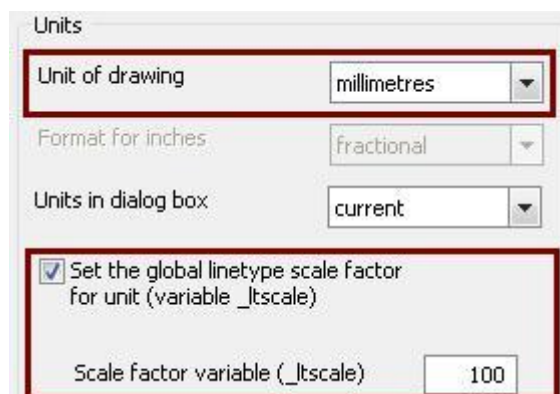 Units
Unit of drawing millimetres
Format for inches fractional
Units in dialog box current
Set the global linetype scale factor
for unit (variable _ltscale)
Scale factor variable (_ltscale) 100